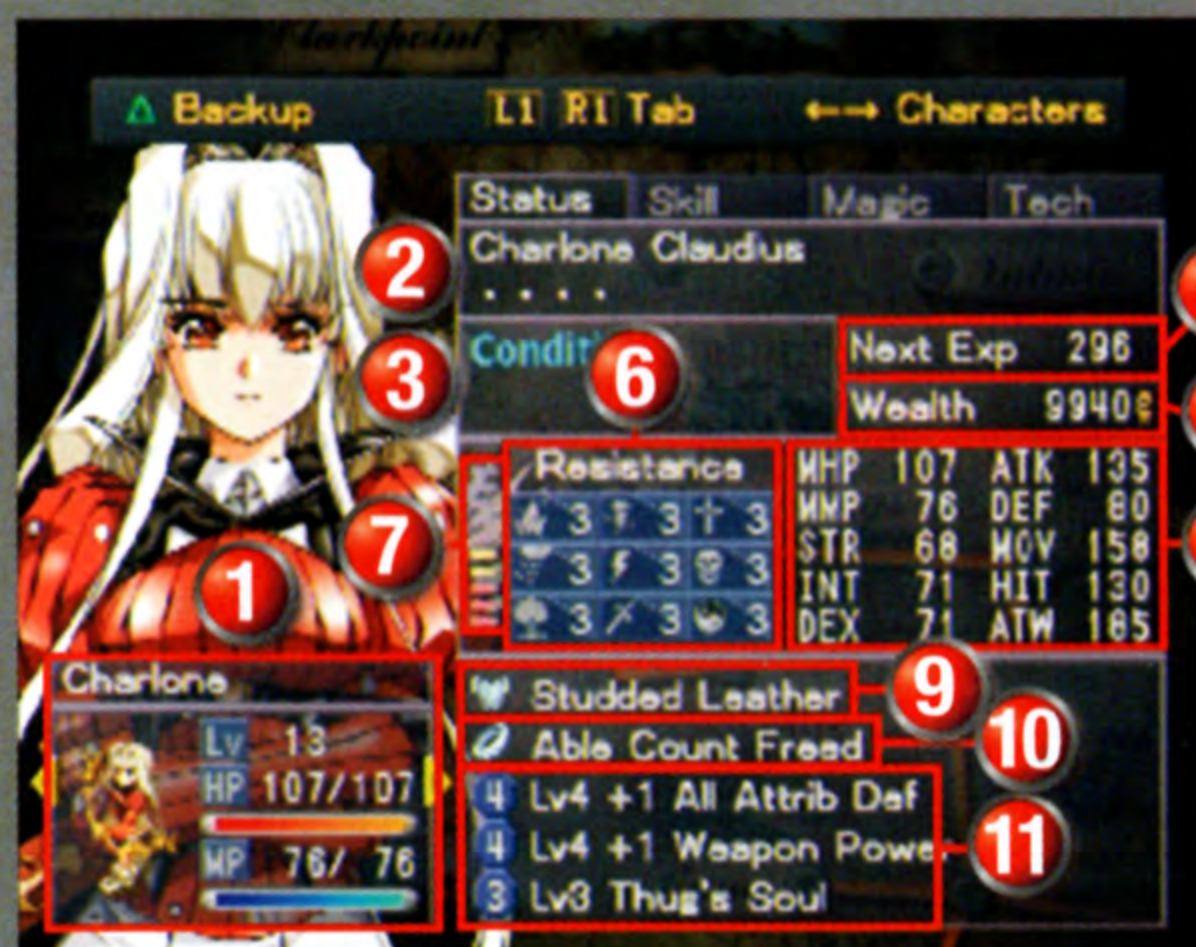 Backup L1 R1 Tab ←→ Characters
Status Skill Magic Tech
Charlone Claudius
....
2
3
6
Next Exp 296
Wealth 9940
Resistance
3 3 3
3 3 3
3 3 3
MHP 107 ATK 135
MMP 76 DEF 80
STR 68 MOV 158
INT 71 HIT 130
DEX 71 ATW 185
7
1
Charlone
Lv 13
HP 107/107
MP 76/ 76
Studded Leather
9
Able Count Freed
10
4 Lv4 +1 All Attrib Def
4 Lv4 +1 Weapon Powe
3 Lv3 Thug's Soul
11